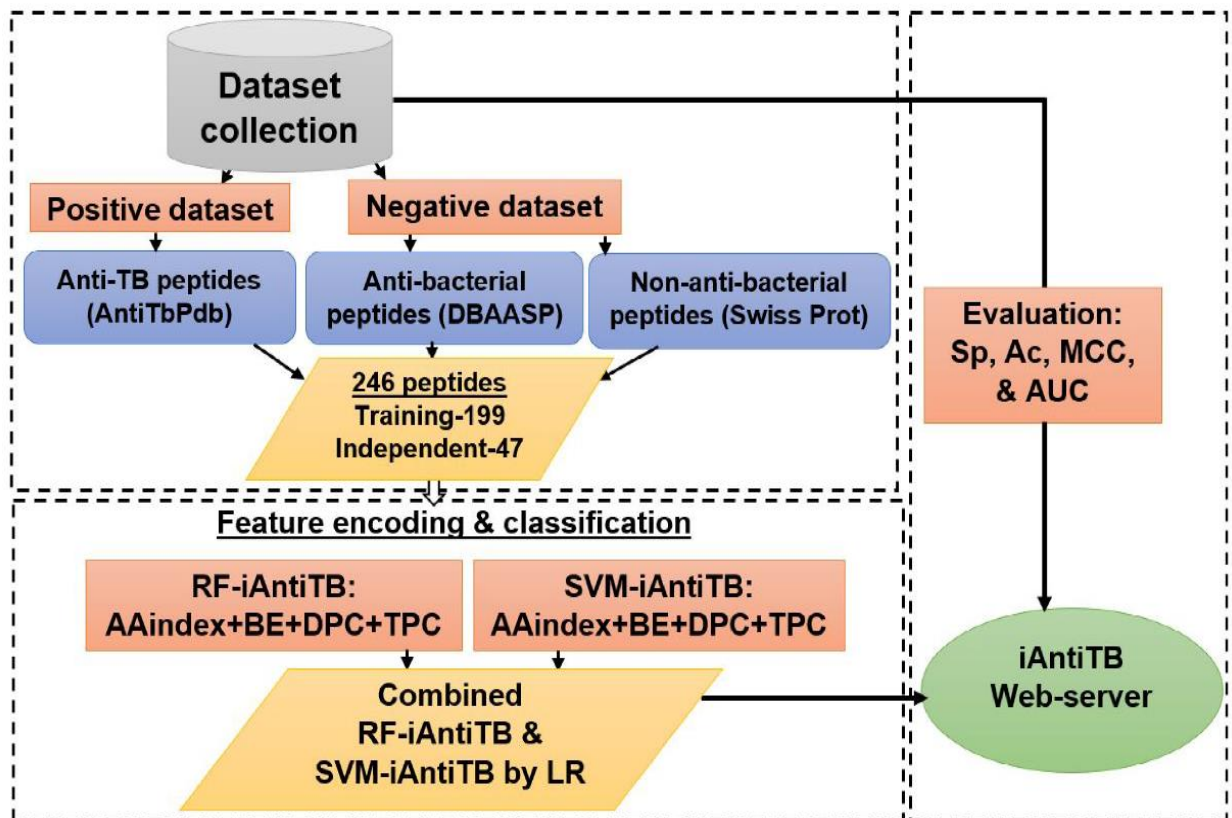 Dataset
collection
Positive dataset
Negative dataset
Anti-TB peptides
(AntiTbPdb)
Anti-bacterial
peptides (DBAASP)
Non-anti-bacterial
peptides (Swiss Prot)
246 peptides
Training-199
Independent-47
Feature encoding & classification
RF-iAntiTB:
AAindex+BE+DPC+TPC
SVM-iAntiTB:
AAindex+BE+DPC+TPC
Combined
RF-iAntiTB &
SVM-iAntiTB by LR
Evaluation:
Sp, Ac, MCC,
& AUC
iAntiTB
Web-server